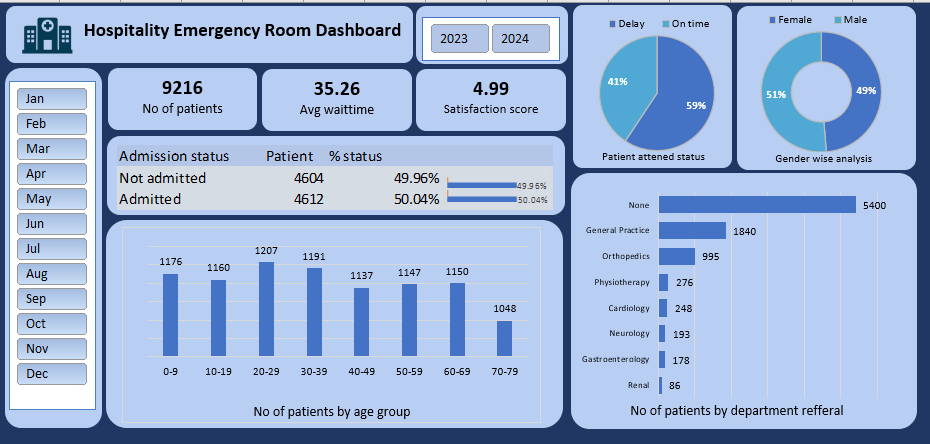 Hospitality Emergency Room Dashboard
2023 2024
Jan
Feb
Mar
Apr
May
Jun
Jul
Aug
Sep
Oct
Nov
Dec
9216
No of patients
35.26
Avg waittime
4.99
Satisfaction score
Admission status Patient % status
Not admitted 4604 49.96% 49.96%
Admitted 4612 50.04% 50.04%
Delay On time
41%
59%
Patient attened status
Female Male
51% 49%
Gender wise analysis
1176 1160 1207 1191 1137 1147 1150 1048
0-9 10-19 20-29 30-39 40-49 50-59 60-69 70-79
No of patients by age group
None 5400
General Practice 1840
Orthopedics 995
Physiotherapy 276
Cardiology 248
Neurology 193
Gastroenterology 178
Renal 86
No of patients by department refferal